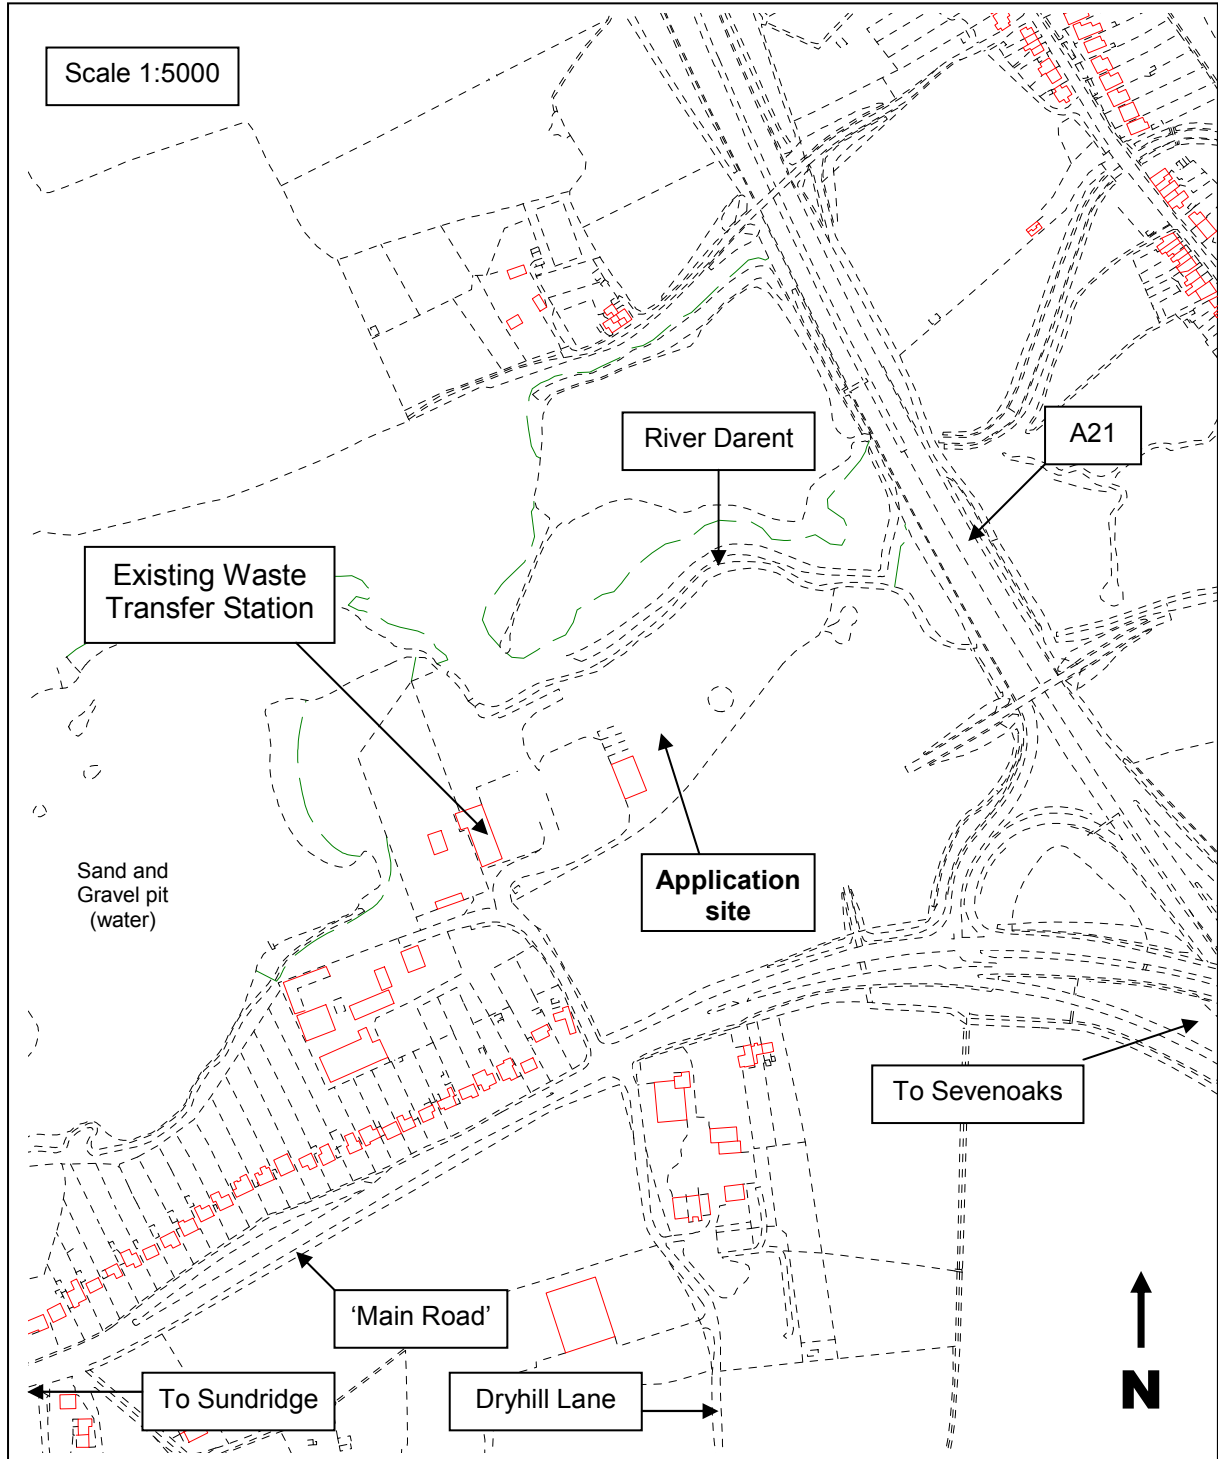 Scale 1:5000
River Darent
A21
Existing Waste
Transfer Station
Sand and
Gravel pit
(water)
Application
site
To Sevenoaks
'Main Road'
To Sundridge
Dryhill Lane
N